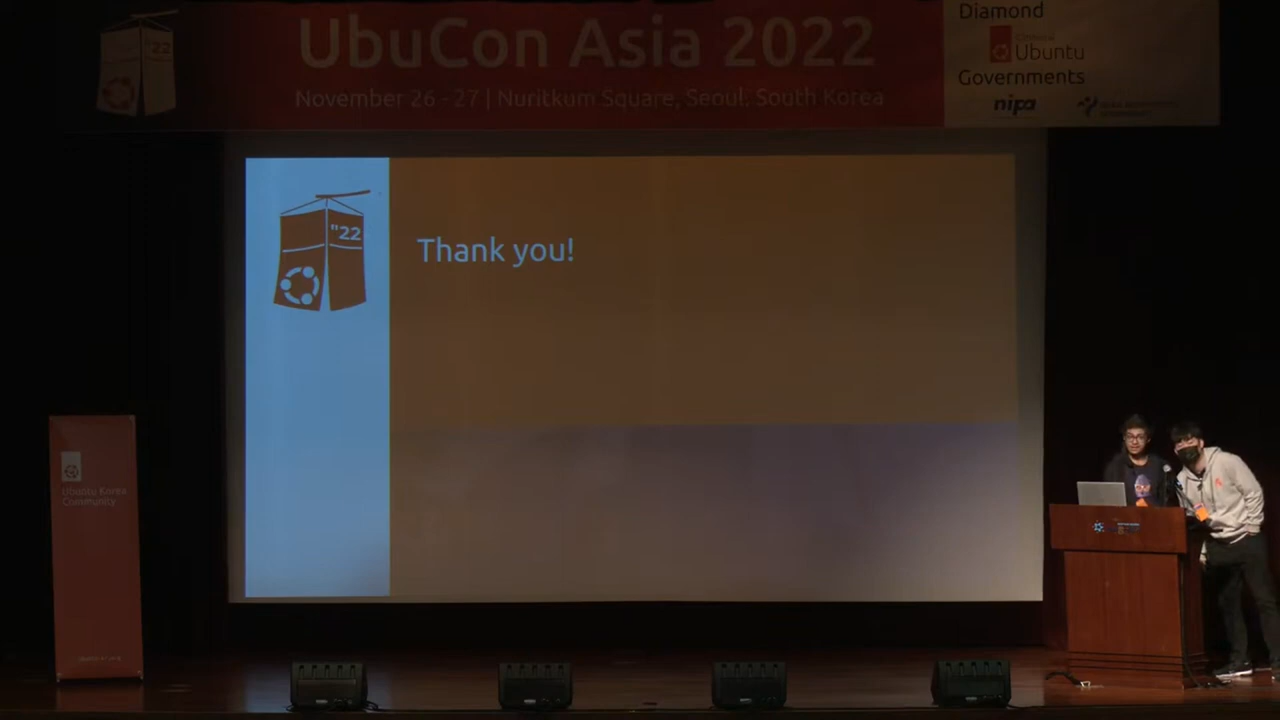 Diamond
Ubuntu
Governments
nipa
UbuCon Asia 2022
November 26 - 27 | Nuritkum Square, Seoul, South Korea
"22
"22
Thank you!
Ubuntu Korea
Community